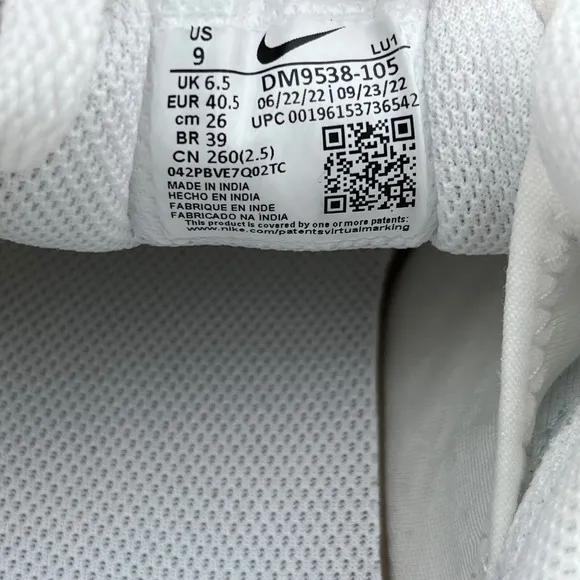 US
9
LU1
UK 6.5
EUR 40.5
cm 26
BR 39
CN 260(2.5)
DM9538-105
06/22/22 | 09/23/22
UPC 00196153736542
042PBVE7Q02TC
MADE IN INDIA
HECHO EN INDIA
FABRIQUE EN INDE
FABRICADO NA ÍNDIA
This product is covered by one or more patents:
www.nike.com/patentsvirtualmarking